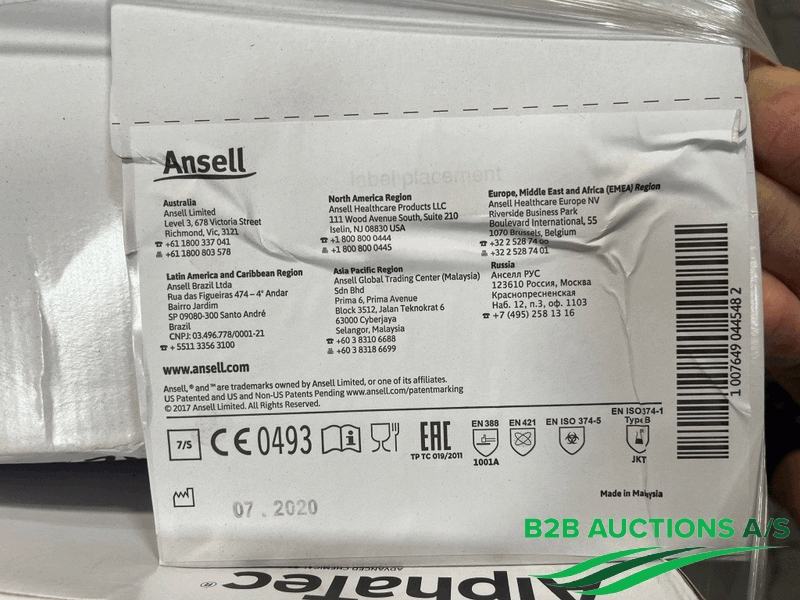 label placement
Ansell
Australia
Ansell Limited
Level 3, 678 Victoria Street
Richmond, Vic, 3121
+61 1800 337 041
+61 1800 803 578
North America Region
Ansell Healthcare Products LLC
111 Wood Avenue South, Suite 210
Iselin, NJ 08830 USA
+1 800 800 0444
+1 800 800 0445
Europe, Middle East and Africa (EMEA) Region
Ansell Healthcare Europe NV
Riverside Business Park
Boulevard International, 55
1070 Brussels, Belgium
+32 2 528 74 00
+32 2 528 74 01
Latin America and Caribbean Region
Ansell Brazil Ltda
Rua das Figueiras 474 – 4° Andar
Bairro Jardim
SP 09080-300 Santo André
Brazil
CNPJ: 03.496.778/0001-21
+ 5511 3356 3100
Asia Pacific Region
Ansell Global Trading Center (Malaysia)
Sdn Bhd
Prima 6, Prima Avenue
Block 3512, Jalan Teknokrat 6
63000 Cyberjaya
Selangor, Malaysia
+60 3 8310 6688
+60 3 8318 6699
Russia
Анселл РУС
123610 Россия, Москва
Краснопресненская
Наб. 12, п.3, оф. 1103
+7 (495) 258 13 16
www.ansell.com
Ansell, ® and ™ are trademarks owned by Ansell Limited, or one of its affiliates.
US Patented and US and Non-US Patents Pending www.ansell.com/patentmarking
© 2017 Ansell Limited. All Rights Reserved.
7/S
CE 0493
i
EAC
ТР ТС 019/2011
EN 388
1001A
EN 421
EN ISO 374-5
EN ISO374-1
Type B
JKT
07 . 2020
Made in Malaysia
1 007649 044548 2
B2B AUCTIONS A/S
AlphaTec®